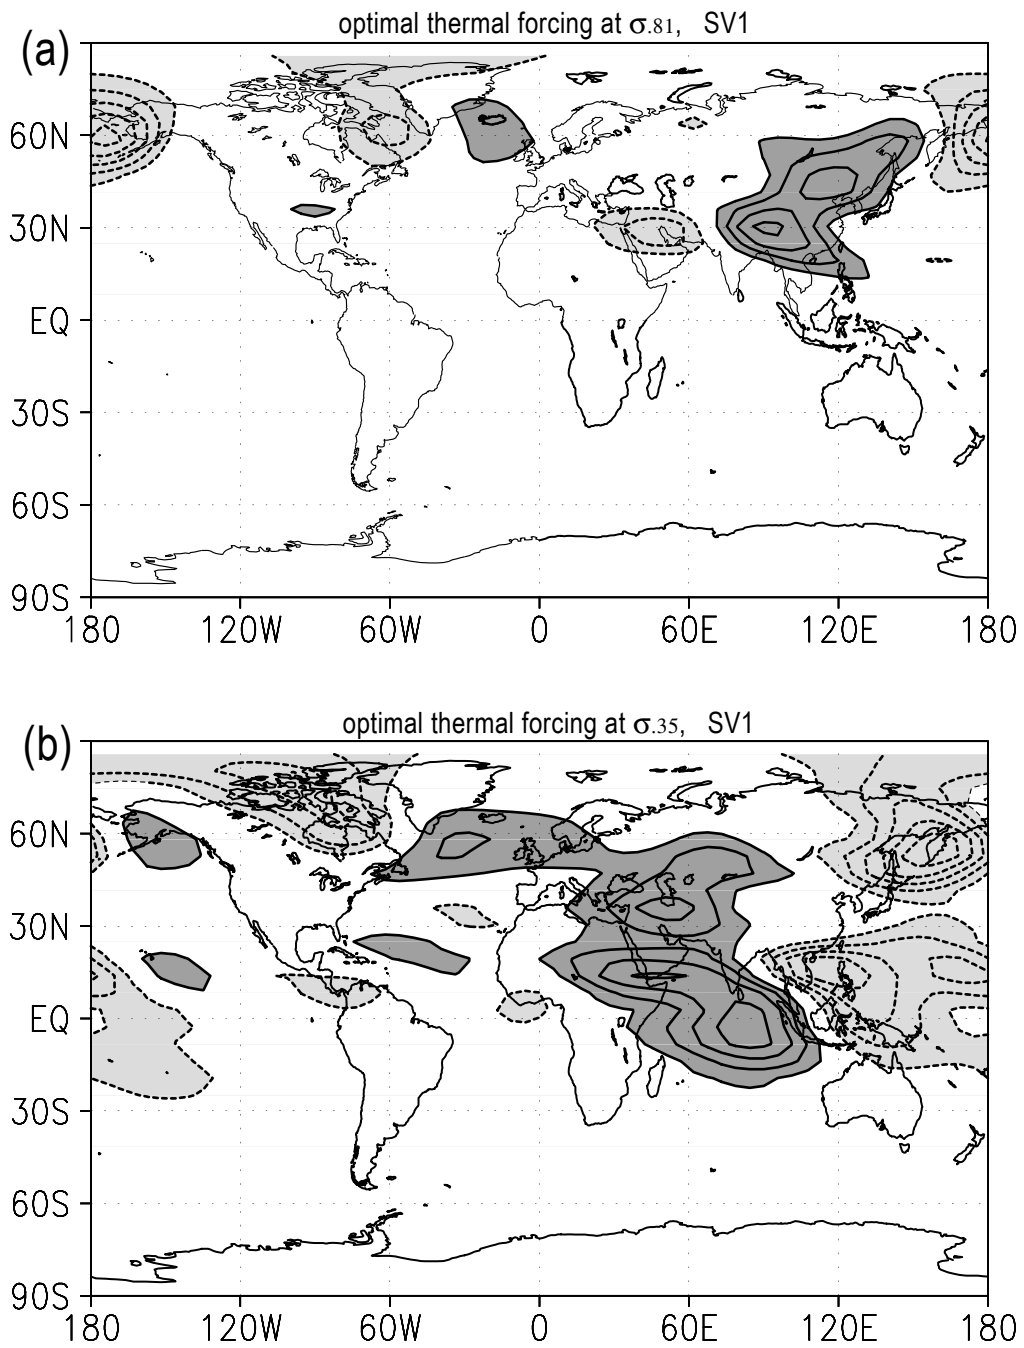 (a)
optimal thermal forcing at σ.81, SV1
60N
30N
EQ
30S
60S
90S
180 120W 60W 0 60E 120E 180
(b)
optimal thermal forcing at σ.35, SV1
60N
30N
EQ
30S
60S
90S
180 120W 60W 0 60E 120E 180